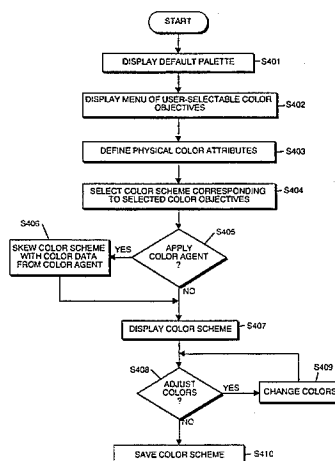 START
DISPLAY DEFAULT PALETTE
S401
DISPLAY MENU OF USER-SELECTABLE COLOR
OBJECTIVES
S402
DEFINE PHYSICAL COLOR ATTRIBUTES
S403
SELECT COLOR SCHEME CORRESPONDING
TO SELECTED COLOR OBJECTIVES
S404
S405
APPLY
COLOR AGENT
?
YES
S406
SKEW COLOR SCHEME
WITH COLOR DATA
FROM COLOR AGENT
NO
DISPLAY COLOR SCHEME
S407
S408
ADJUST
COLORS
?
YES
S409
CHANGE COLORS
NO
SAVE COLOR SCHEME
S410